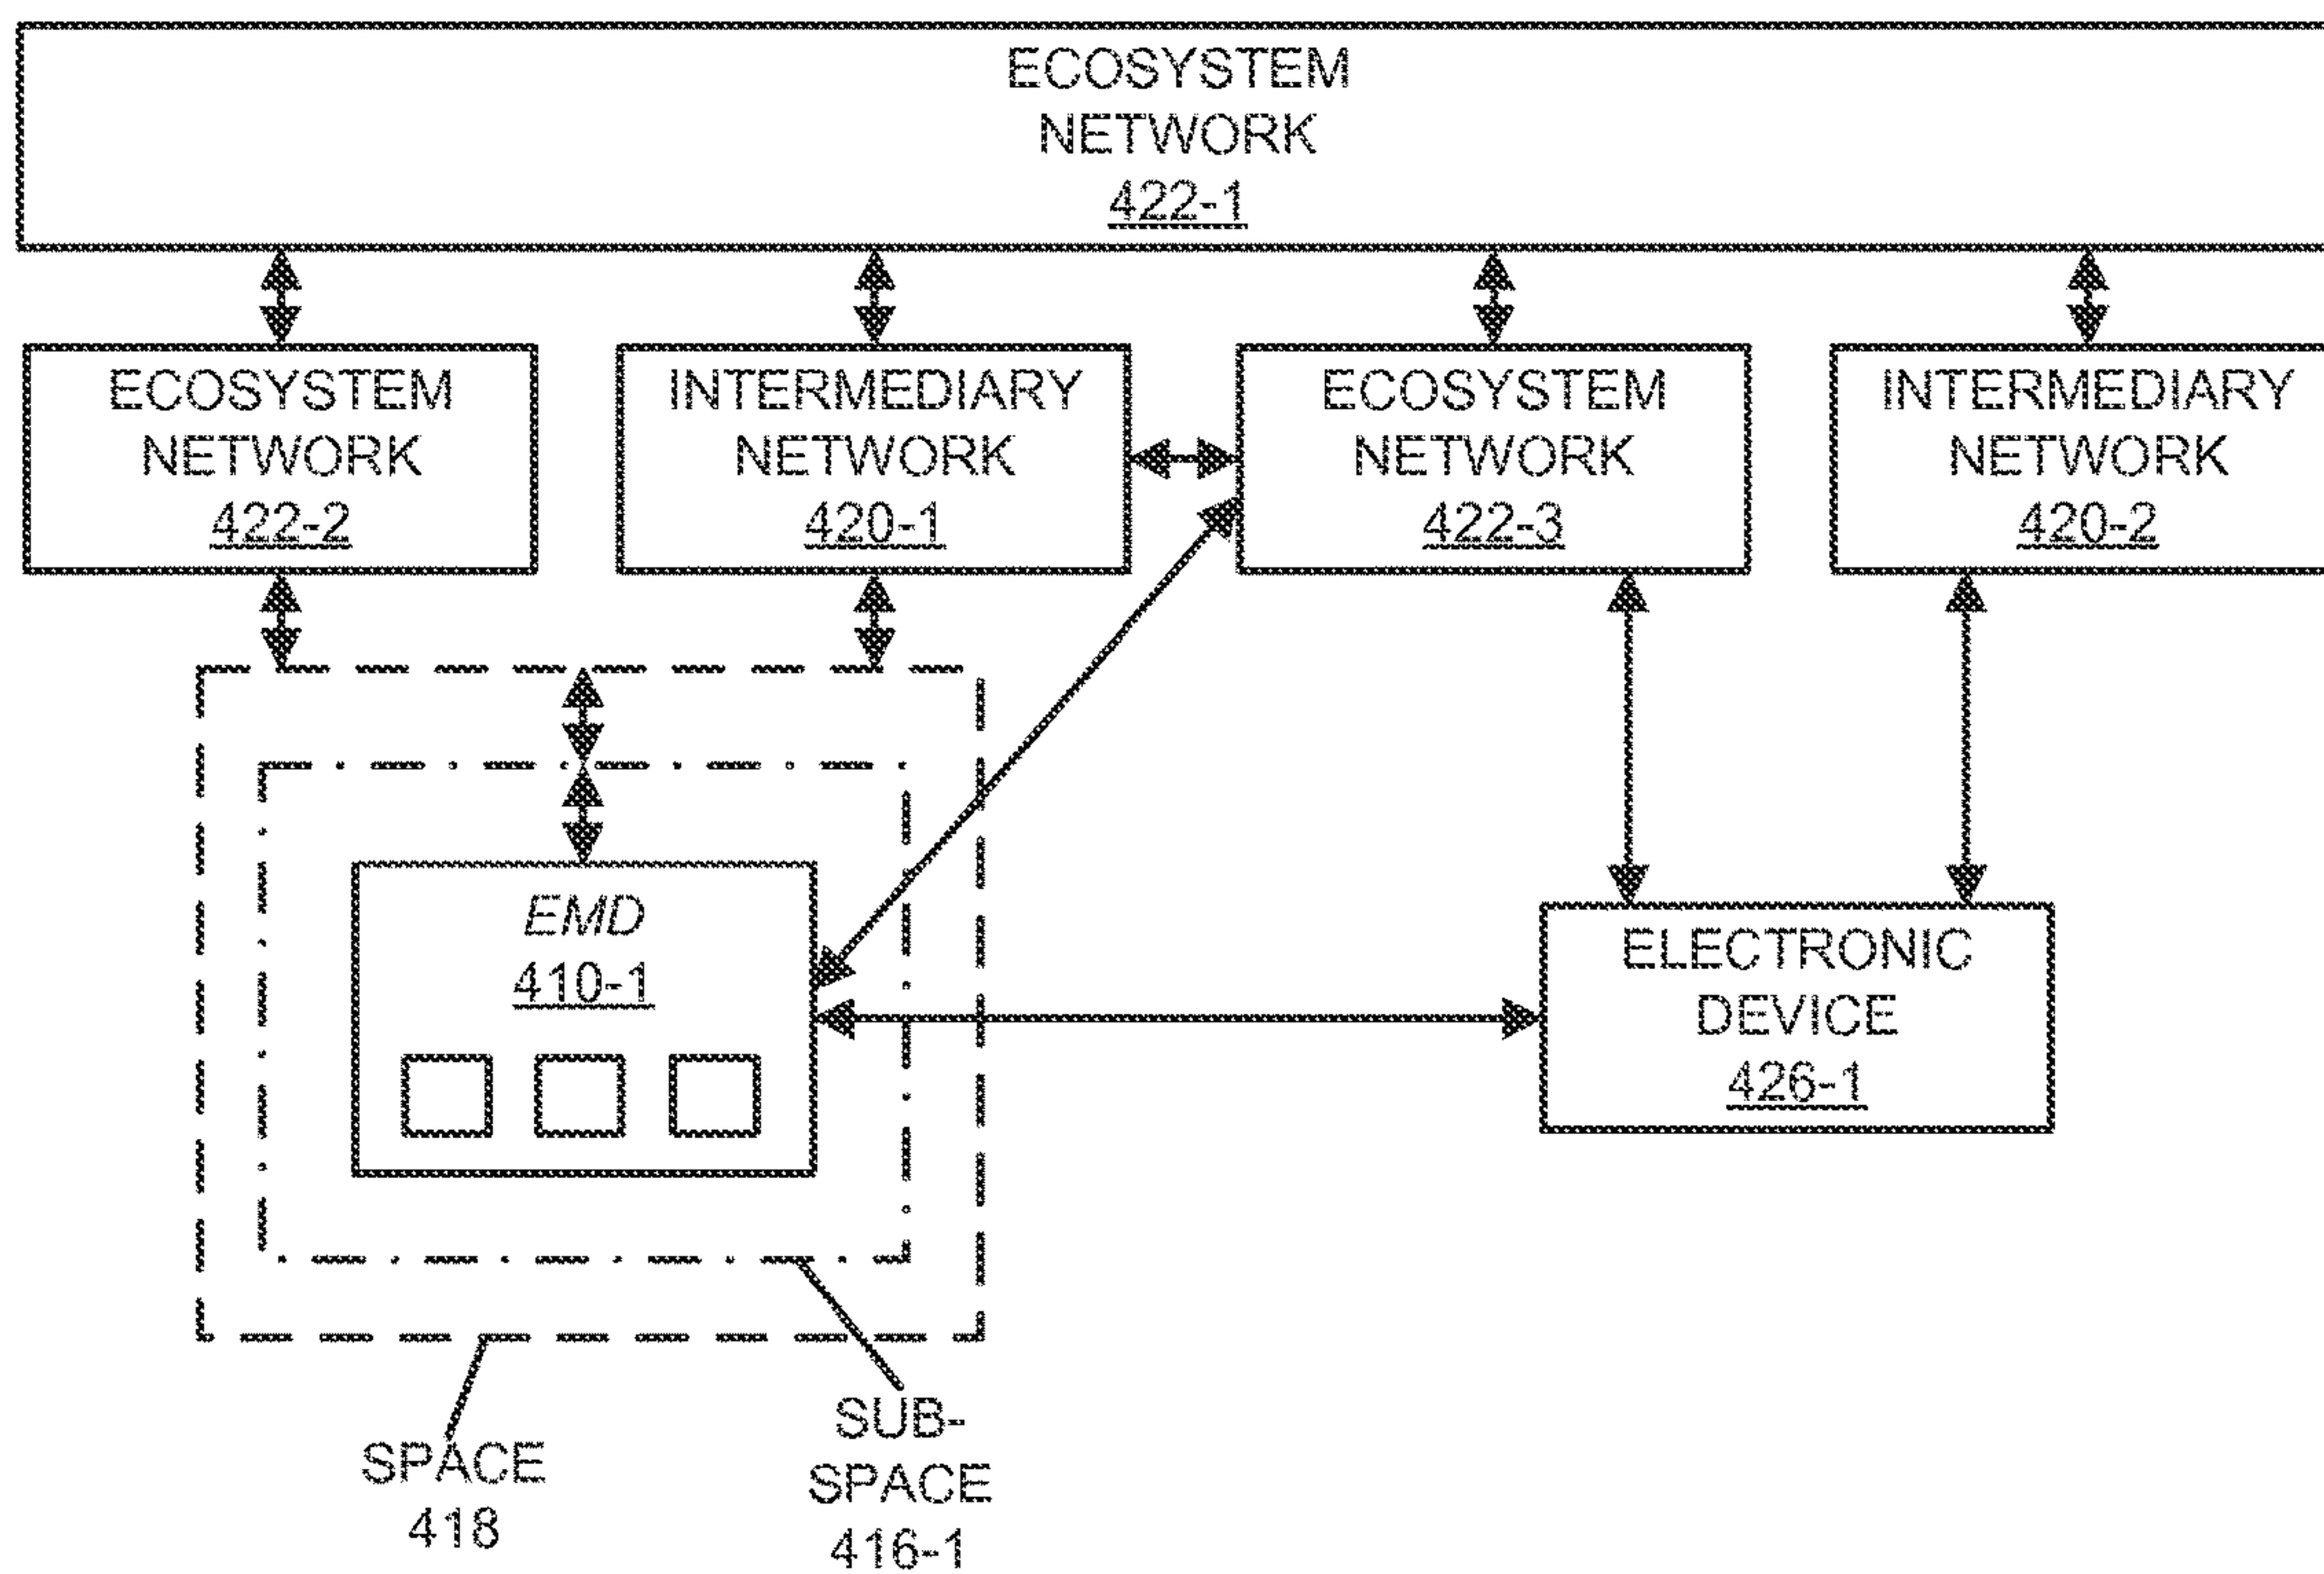 ECOSYSTEM
NETWORK
422-1
ECOSYSTEM
NETWORK
422-2
INTERMEDIARY
NETWORK
420-1
ECOSYSTEM
NETWORK
422-3
INTERMEDIARY
NETWORK
420-2
EMD
410-1
ELECTRONIC
DEVICE
426-1
SPACE
418
SUB-
SPACE
416-1